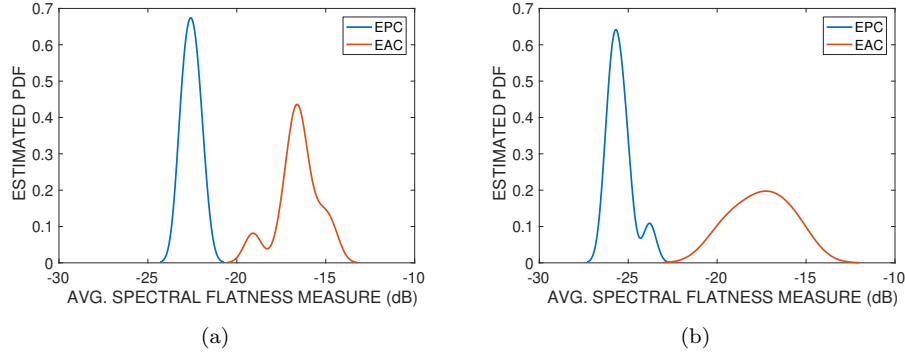 0.7
0.6
0.5
0.4
0.3
0.2
0.1
0
ESTIMATED PDF
EPC
EAC
-30 -25 -20 -15 -10
AVG. SPECTRAL FLATNESS MEASURE (dB)
(a)
0.7
0.6
0.5
0.4
0.3
0.2
0.1
0
ESTIMATED PDF
EPC
EAC
-30 -25 -20 -15 -10
AVG. SPECTRAL FLATNESS MEASURE (dB)
(b)